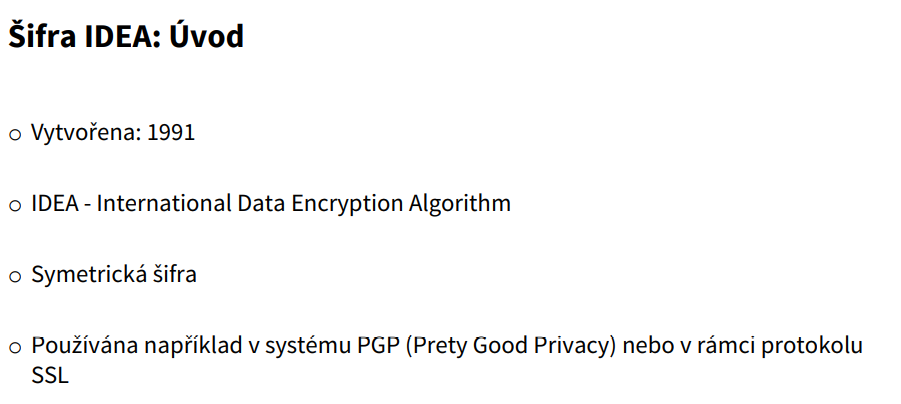 Šifra IDEA: Úvod
○ Vytvořena: 1991
○ IDEA - International Data Encryption Algorithm
○ Symetrická šifra
○ Používána například v systému PGP (Prety Good Privacy) nebo v rámci protokolu
SSL